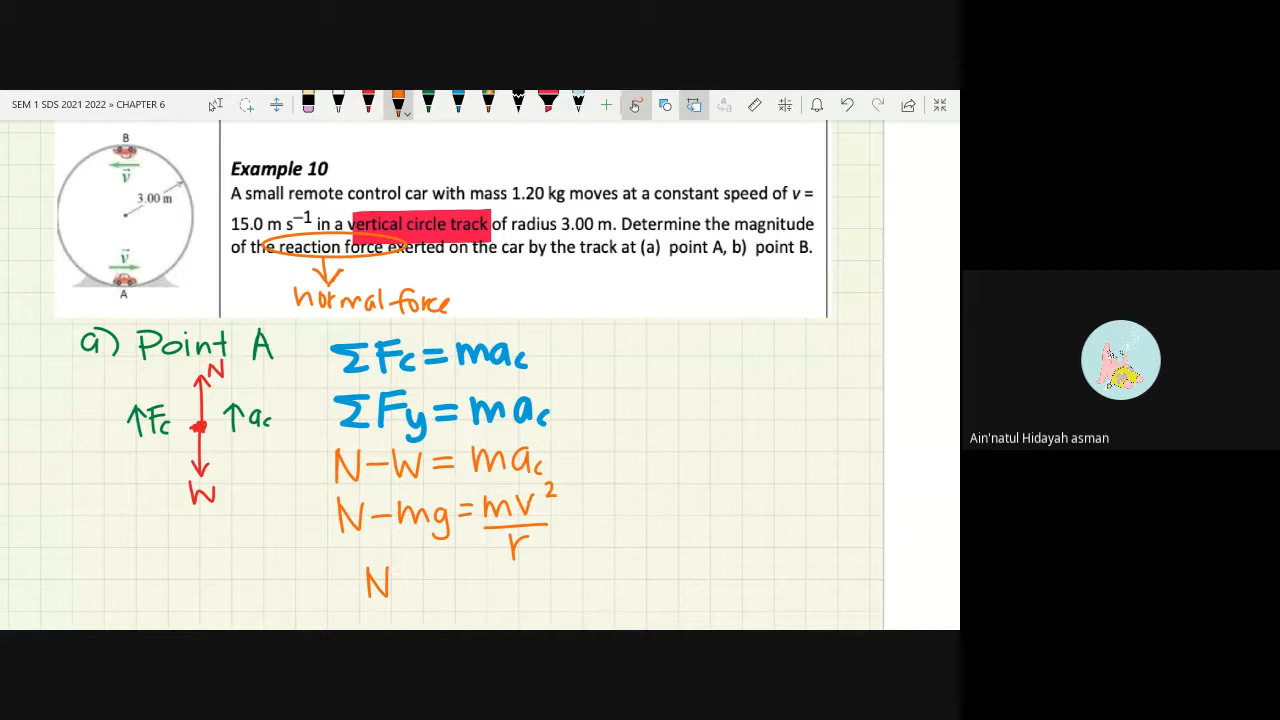 SEM 1 SDS 2021 2022 » CHAPTER 6
B
v
3.00 m
v
A
Example 10
A small remote control car with mass 1.20 kg moves at a constant speed of v =
15.0 m s⁻¹ in a vertical circle track of radius 3.00 m. Determine the magnitude
of the reaction force exerted on the car by the track at (a) point A, b) point B.
normal force
a) Point A
N
↑Fc ↑ac
W
ΣFc = mac
ΣFy = mac
N-W = mac
N-mg = mv²/r
N
Ain'natul Hidayah asman